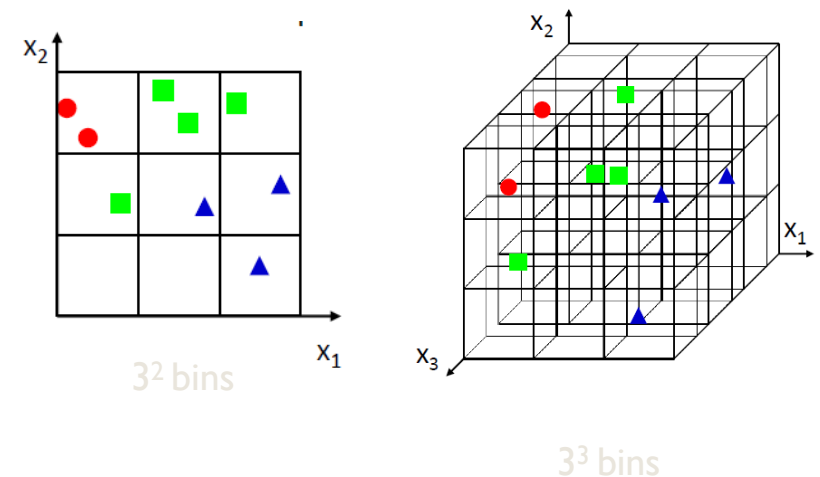 X₂
X₁
3² bins
X₂
X₁
X₃
3³ bins